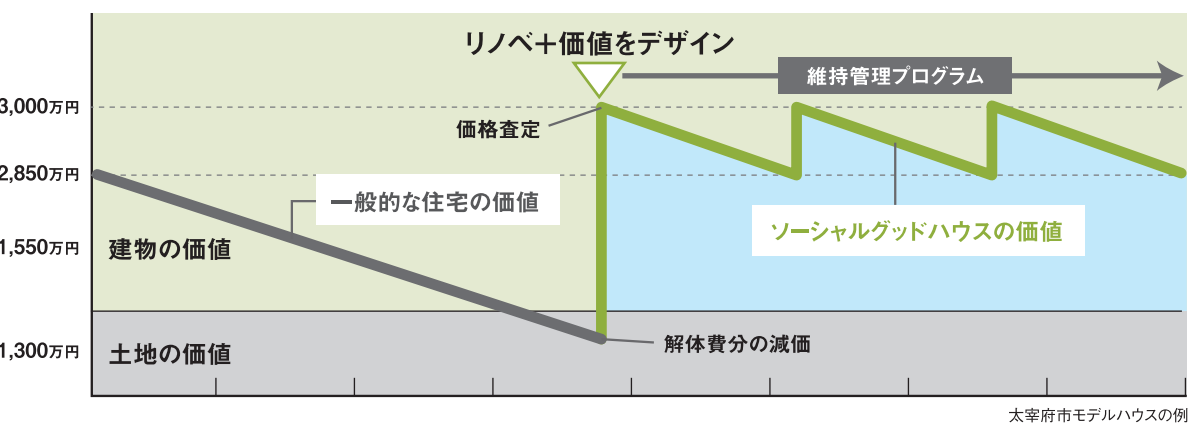 リノベ＋価値をデザイン
維持管理プログラム
3,000万円
価格査定
2,850万円
一般的な住宅の価値
ソーシャルグッドハウスの価値
1,550万円
建物の価値
解体費分の減価
1,300万円
土地の価値
太宰府市モデルハウスの例